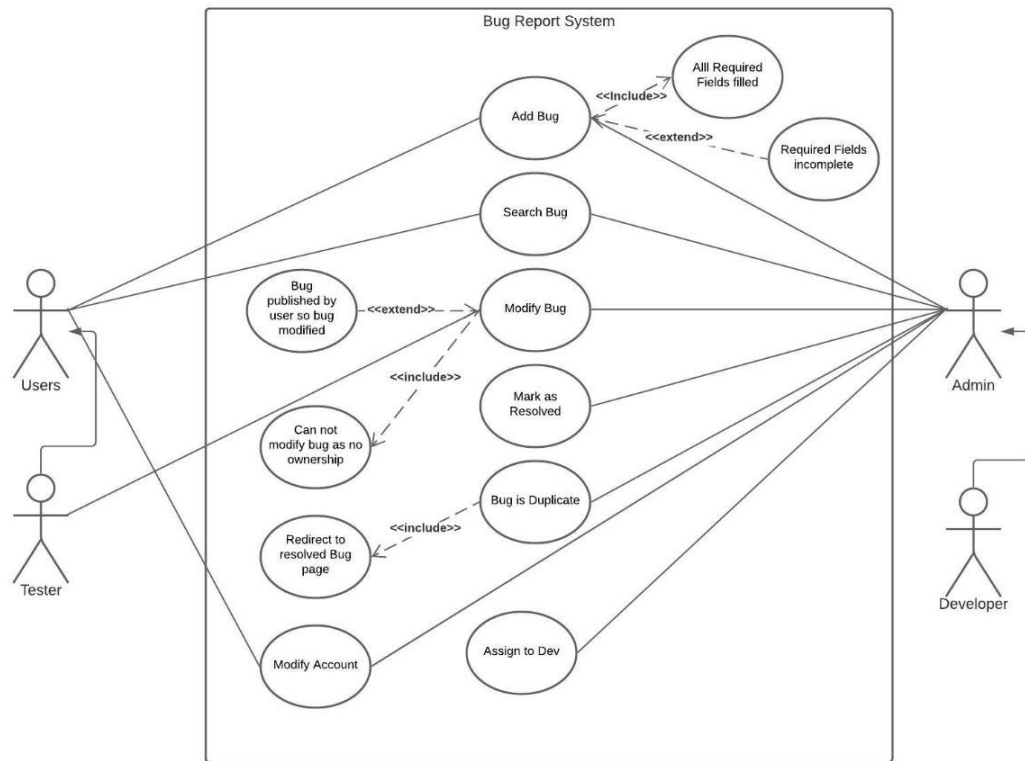 Bug Report System
Alll Required
Fields filled
<<Include>>
Add Bug
<<extend>>
Required Fields
incomplete
Search Bug
Bug
published by
user so bug
modified
<<extend>>
Modify Bug
Users
Admin
<<include>>
Mark as
Resolved
Can not
modify bug as no
ownership
Bug is Duplicate
<<include>>
Redirect to
resolved Bug
page
Tester
Developer
Modify Account
Assign to Dev